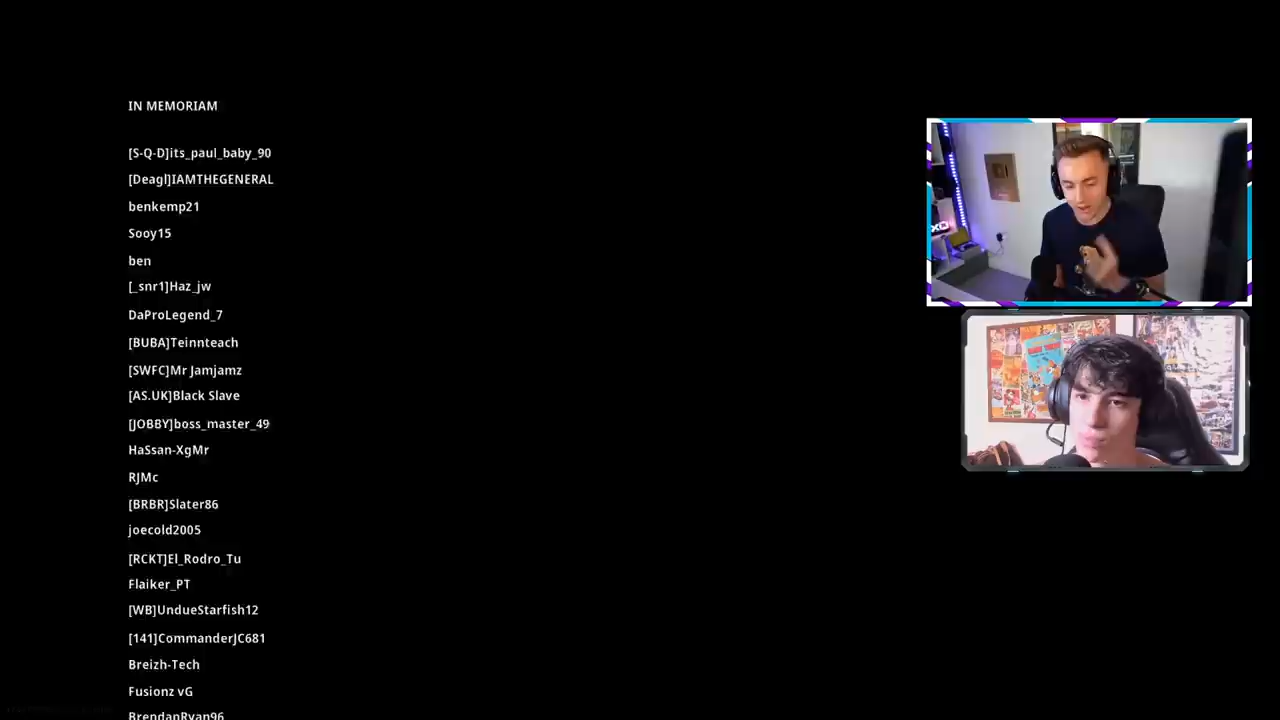 IN MEMORIAM
[S-Q-D]its_paul_baby_90
[Deagl]IAMTHEGENERAL
benkemp21
Sooy15
ben
[_snr1]Haz_jw
DaProLegend_7
[BUBA]Teinnteach
[SWFC]Mr Jamjamz
[AS.UK]Black Slave
[JOBBY]boss_master_49
HaSsan-XgMr
RJMc
[BRBR]Slater86
joecold2005
[RCKT]El_Rodro_Tu
Flaiker_PT
[WB]UndueStarfish12
[141]CommanderJC681
Breizh-Tech
Fusionz vG
BrendanRyan96